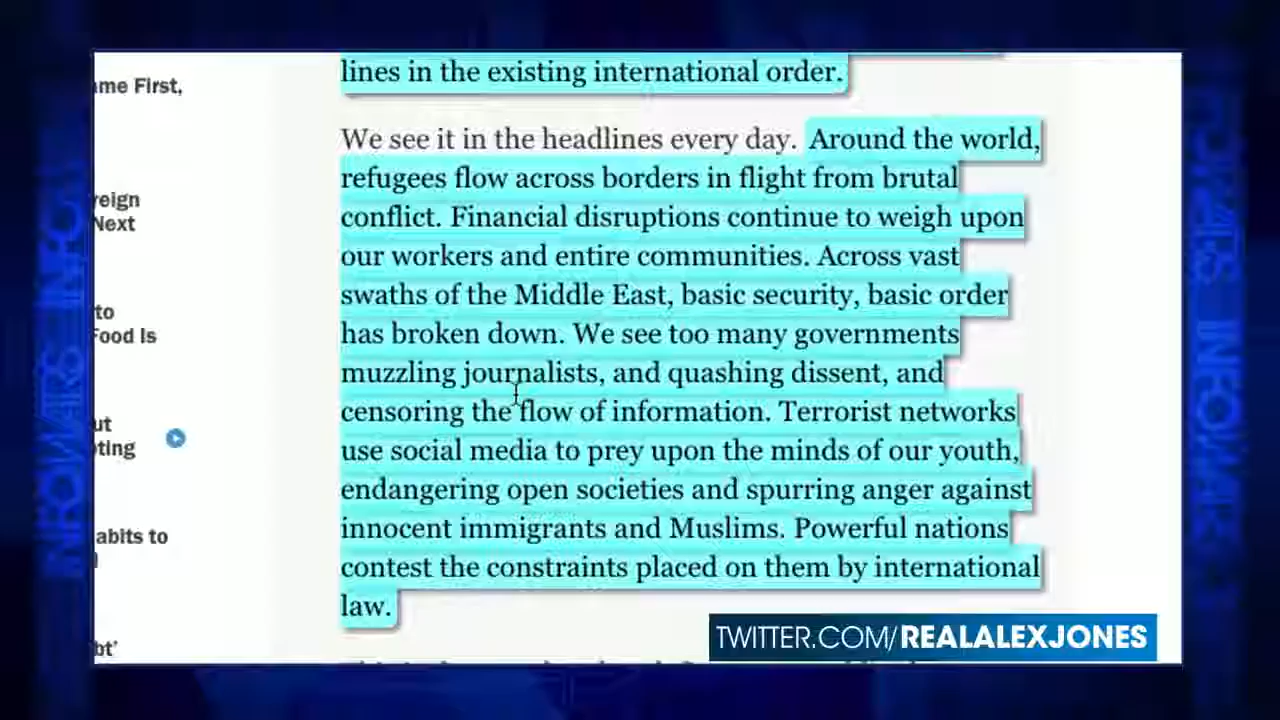 lines in the existing international order.
We see it in the headlines every day. Around the world,
refugees flow across borders in flight from brutal
conflict. Financial disruptions continue to weigh upon
our workers and entire communities. Across vast
swaths of the Middle East, basic security, basic order
has broken down. We see too many governments
muzzling journalists, and quashing dissent, and
censoring the flow of information. Terrorist networks
use social media to prey upon the minds of our youth,
endangering open societies and spurring anger against
innocent immigrants and Muslims. Powerful nations
contest the constraints placed on them by international
law.
ame First,
reign
Next
to
Food Is
ut
ting
abits to
bt'
TWITTER.COM/REALALEXJONES